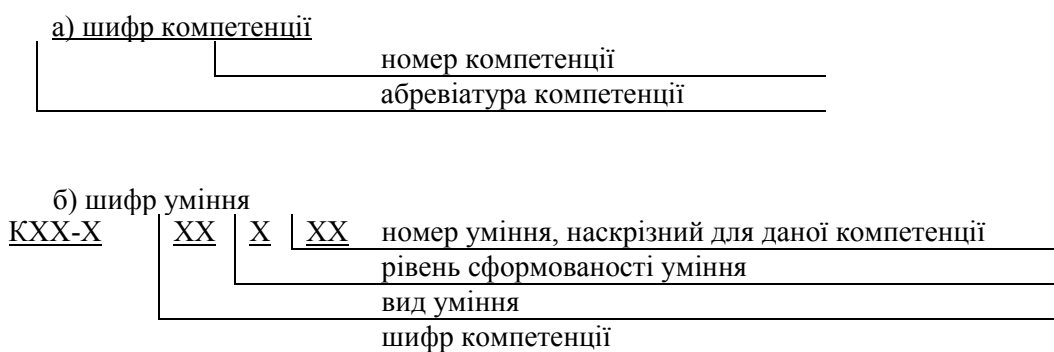 а) шифр компетенції
номер компетенції
абревіатура компетенції
б) шифр уміння
КХХ-Х ХХ Х ХХ номер уміння, наскрізний для даної компетенції
рівень сформованості уміння
вид уміння
шифр компетенції